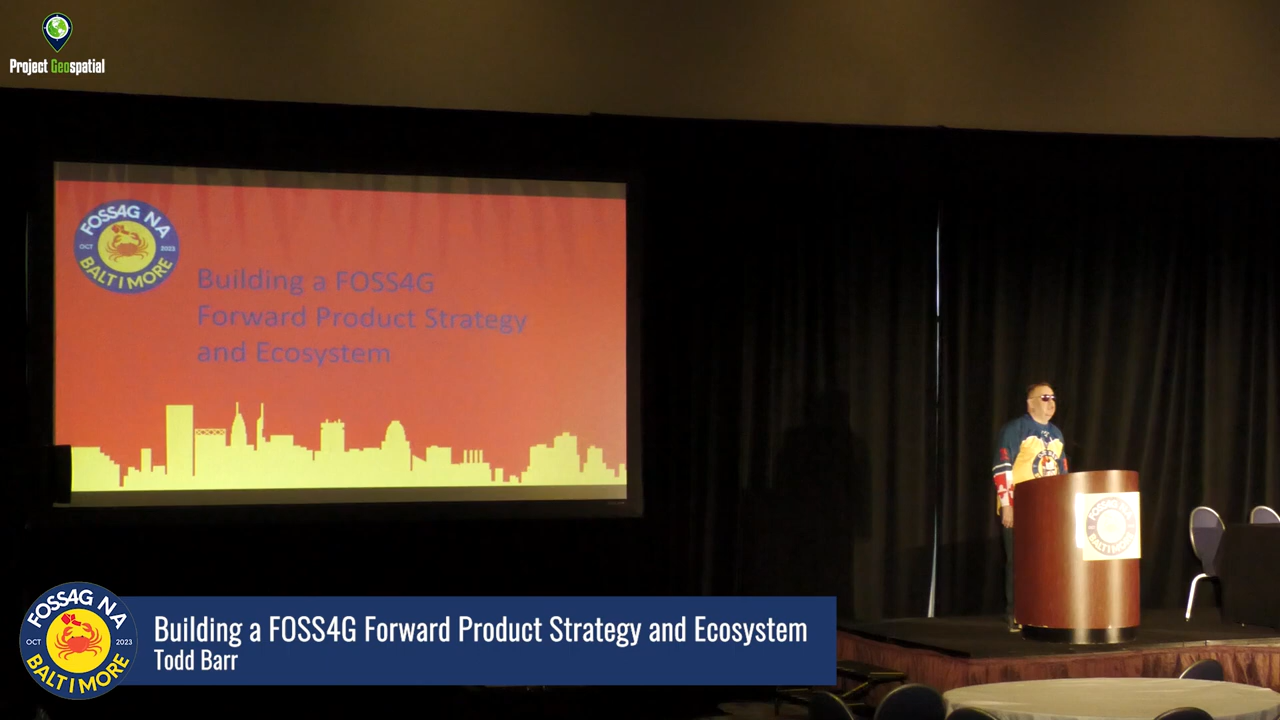 Project Geospatial
FOSS4G NA
OCT 2023
BALTIMORE
Building a FOSS4G
Forward Product Strategy
and Ecosystem
FOSS4G NA
BALTIMORE
FOSS4G NA
OCT 2023
BALTIMORE
Building a FOSS4G Forward Product Strategy and Ecosystem
Todd Barr